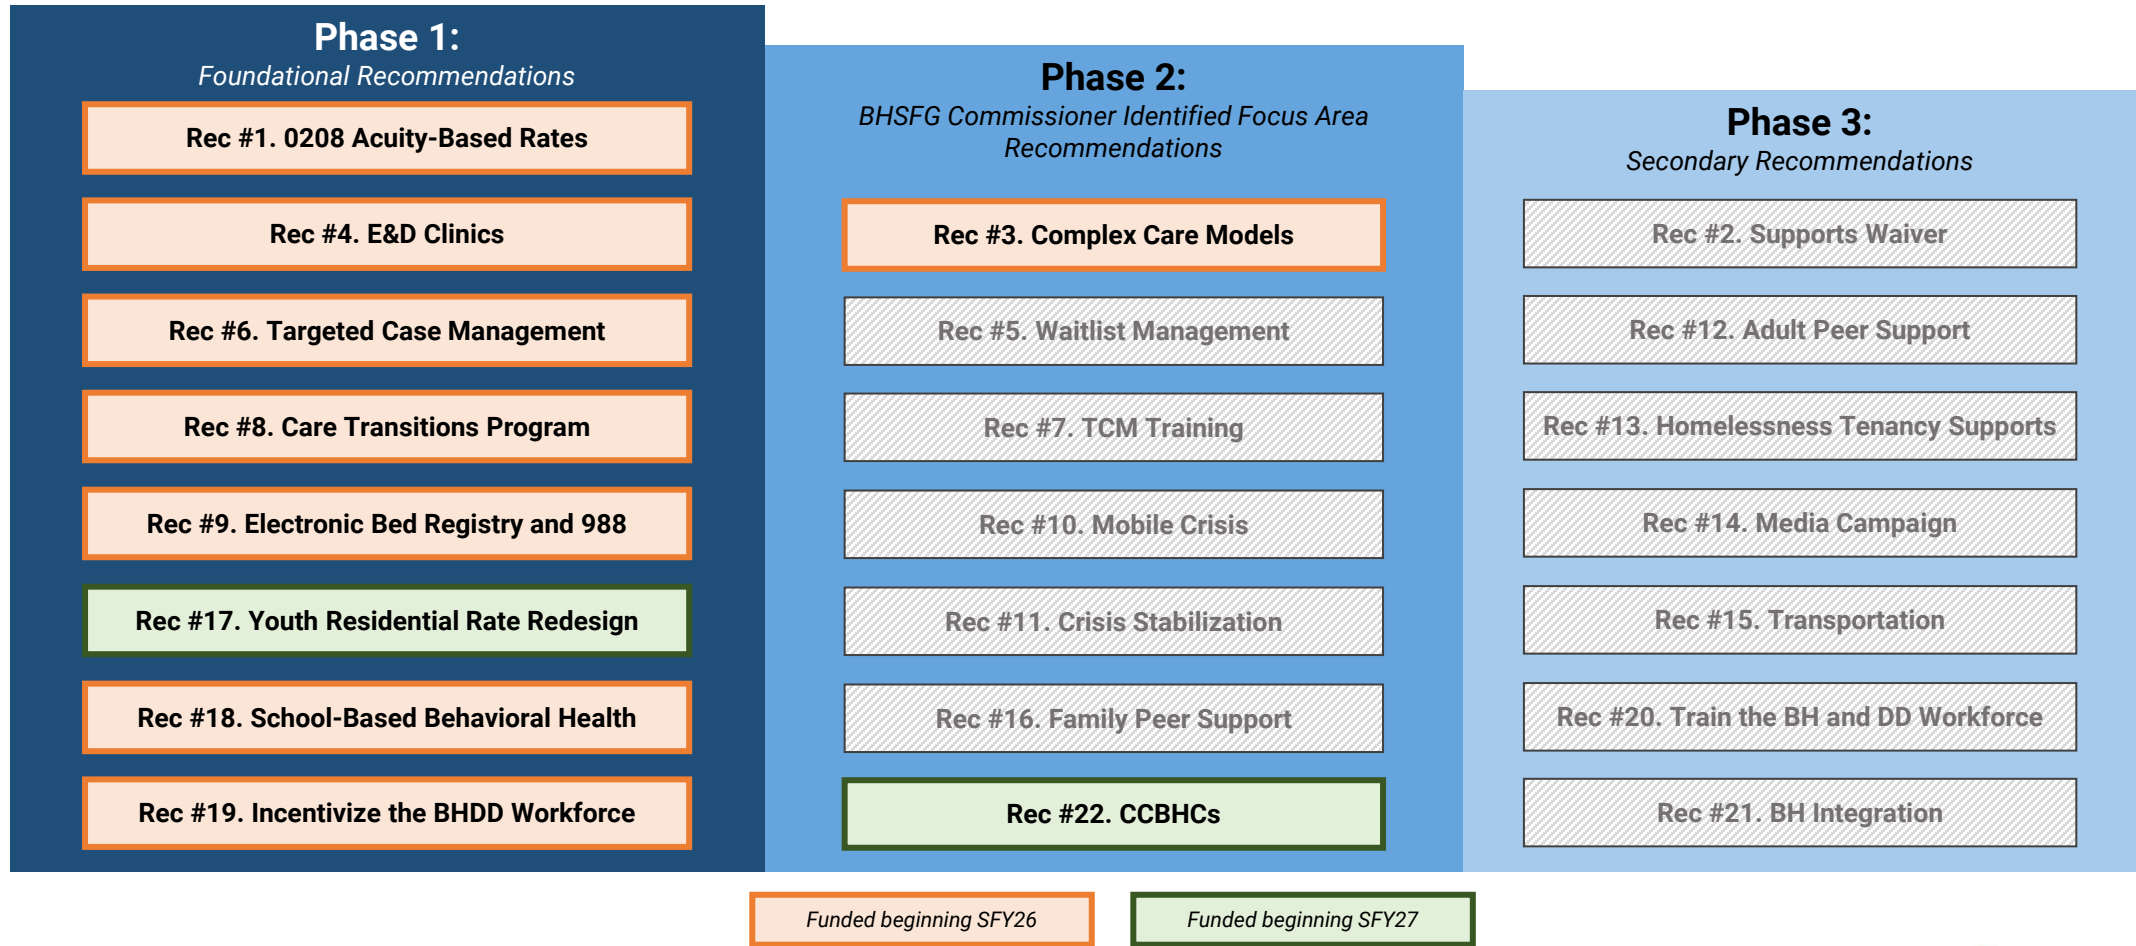 Phase 1:
Foundational Recommendations
Rec #1. 0208 Acuity-Based Rates
Rec #4. E&D Clinics
Rec #6. Targeted Case Management
Rec #8. Care Transitions Program
Rec #9. Electronic Bed Registry and 988
Rec #17. Youth Residential Rate Redesign
Rec #18. School-Based Behavioral Health
Rec #19. Incentivize the BHDD Workforce
Phase 2:
BHSFG Commissioner Identified Focus Area
Recommendations
Rec #3. Complex Care Models
Rec #5. Waitlist Management
Rec #7. TCM Training
Rec #10. Mobile Crisis
Rec #11. Crisis Stabilization
Rec #16. Family Peer Support
Rec #22. CCBHCs
Phase 3:
Secondary Recommendations
Rec #2. Supports Waiver
Rec #12. Adult Peer Support
Rec #13. Homelessness Tenancy Supports
Rec #14. Media Campaign
Rec #15. Transportation
Rec #20. Train the BH and DD Workforce
Rec #21. BH Integration
Funded beginning SFY26
Funded beginning SFY27